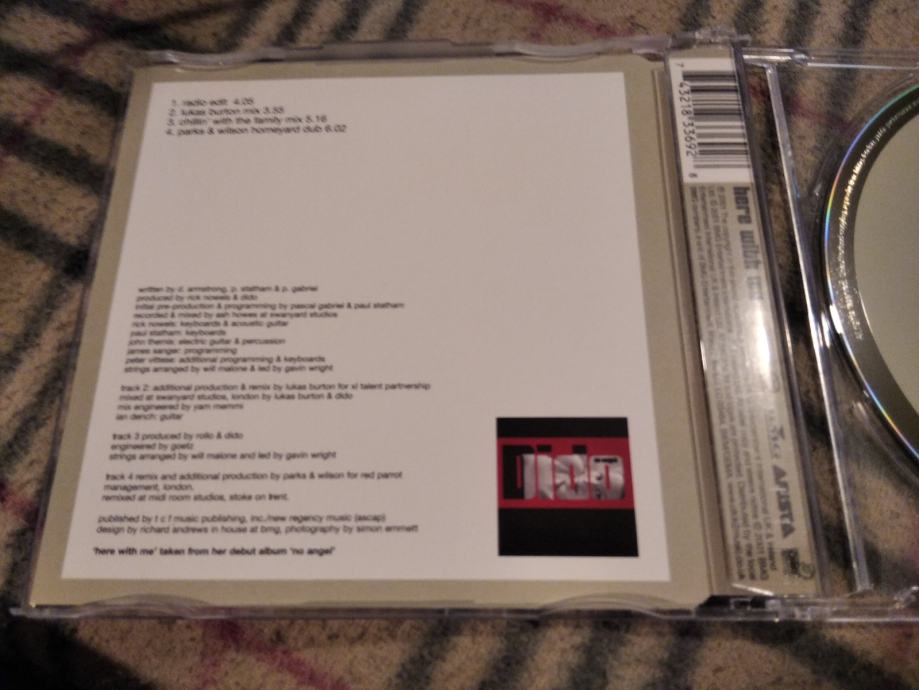 1. radio edit 4.05
2. lukas burton mix 3.55
3. chillin' with the family mix 5.16
4. parks & wilson homeyard dub 6.02
written by d. armstrong, p. statham & p. gabriel
produced by rick nowels & dido
initial pre-production & programming by pascal gabriel & paul statham
recorded & mixed by ash howes at swanyard studios
rick nowels: keyboards & acoustic guitar
paul statham: keyboards
john themis: electric guitar & percussion
james sanger: programming
peter vittese: additional programming & keyboards
strings arranged by will malone & led by gavin wright
track 2: additional production & remix by lukas burton for xl talent partnership
mixed at swanyard studios, london by lukas burton & dido
mix engineered by yam memmi
ian dench: guitar
track 3 produced by rollo & dido
engineered by goetz
strings arranged by will malone and led by gavin wright
track 4 remix and additional production by parks & wilson for red parrot
management, london.
remixed at midi room studios, stoke on trent.
published by t c f music publishing, inc./new regency music (ascap)
design by richard andrews in house at bmg, photography by simon emmett
'here with me' taken from her debut album 'no angel'
Dido
7 43218 33692 8
here with
ARISTA